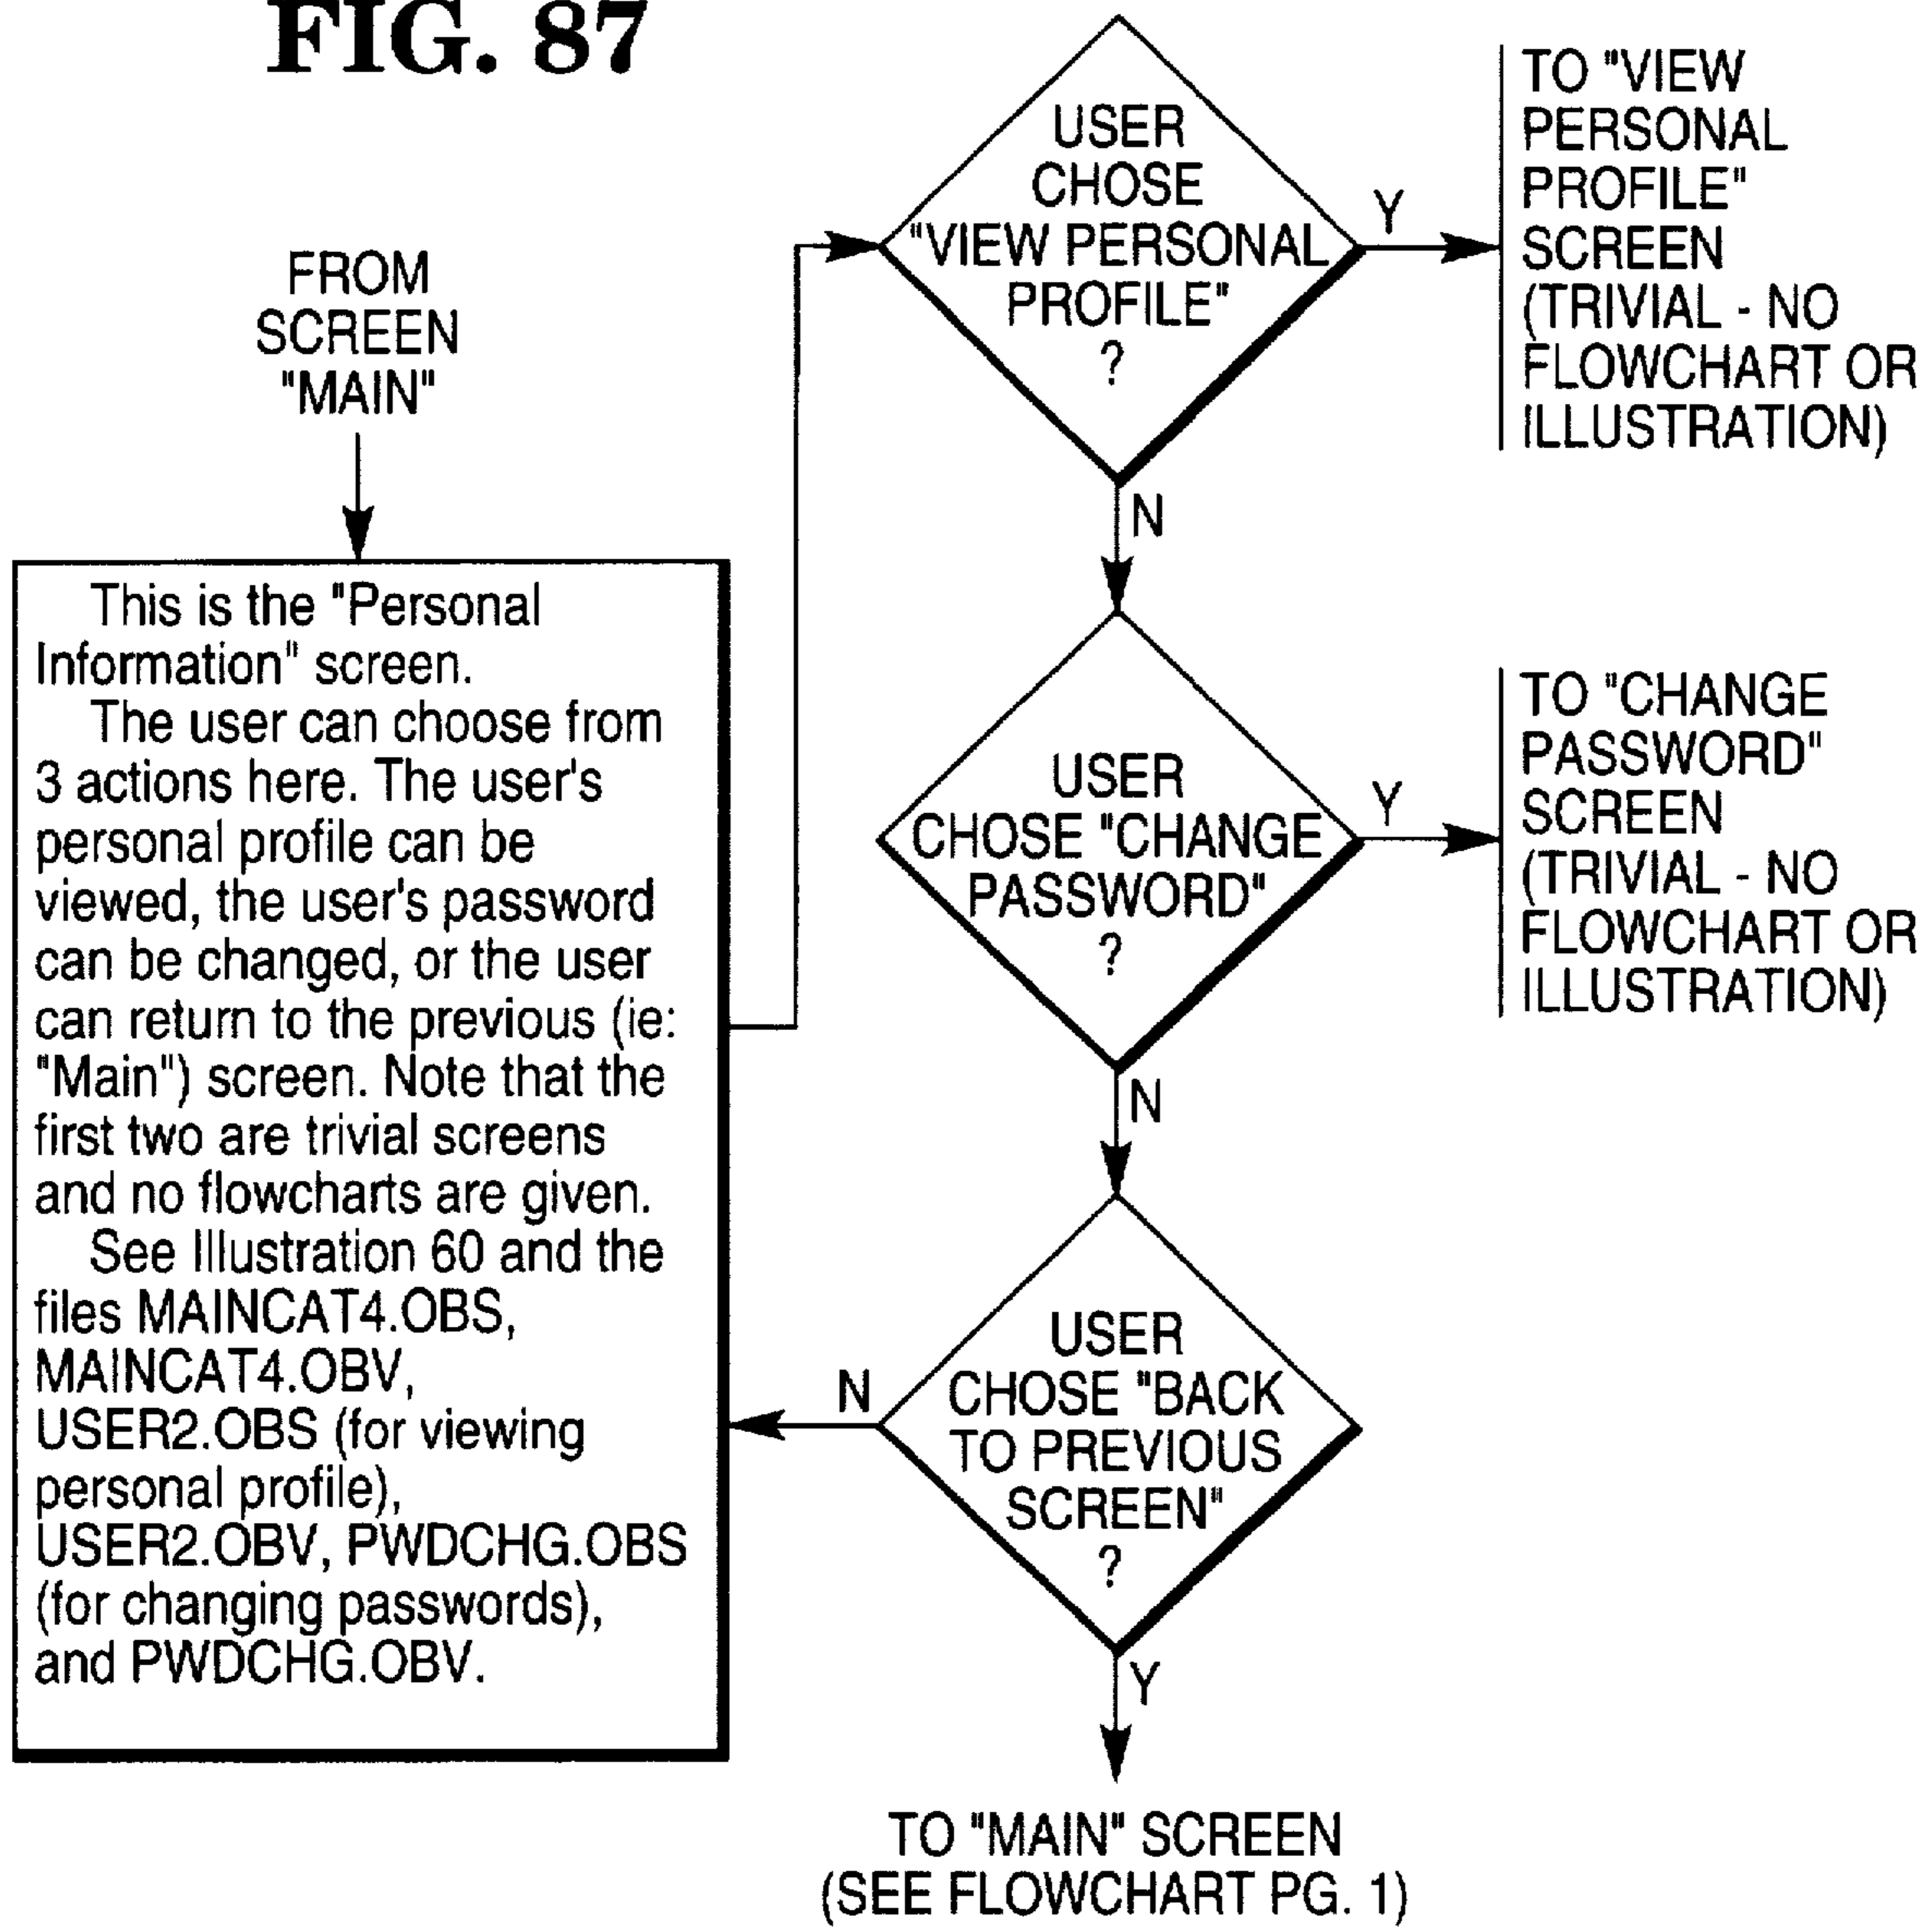 FIG. 87
FROM
SCREEN
"MAIN"
This is the "Personal
Information" screen.
The user can choose from
3 actions here. The user's
personal profile can be
viewed, the user's password
can be changed, or the user
can return to the previous (ie:
"Main") screen. Note that the
first two are trivial screens
and no flowcharts are given.
See Illustration 60 and the
files MAINCAT4.OBS,
MAINCAT4.OBV,
USER2.OBS (for viewing
personal profile),
USER2.OBV, PWDCHG.OBS
(for changing passwords),
and PWDCHG.OBV.
USER
CHOSE
"VIEW PERSONAL
PROFILE"
?
Y
TO "VIEW
PERSONAL
PROFILE"
SCREEN
(TRIVIAL - NO
FLOWCHART OR
ILLUSTRATION)
N
USER
CHOSE "CHANGE
PASSWORD"
?
Y
TO "CHANGE
PASSWORD"
SCREEN
(TRIVIAL - NO
FLOWCHART OR
ILLUSTRATION)
N
USER
CHOSE "BACK
TO PREVIOUS
SCREEN"
?
N
Y
TO "MAIN" SCREEN
(SEE FLOWCHART PG. 1)